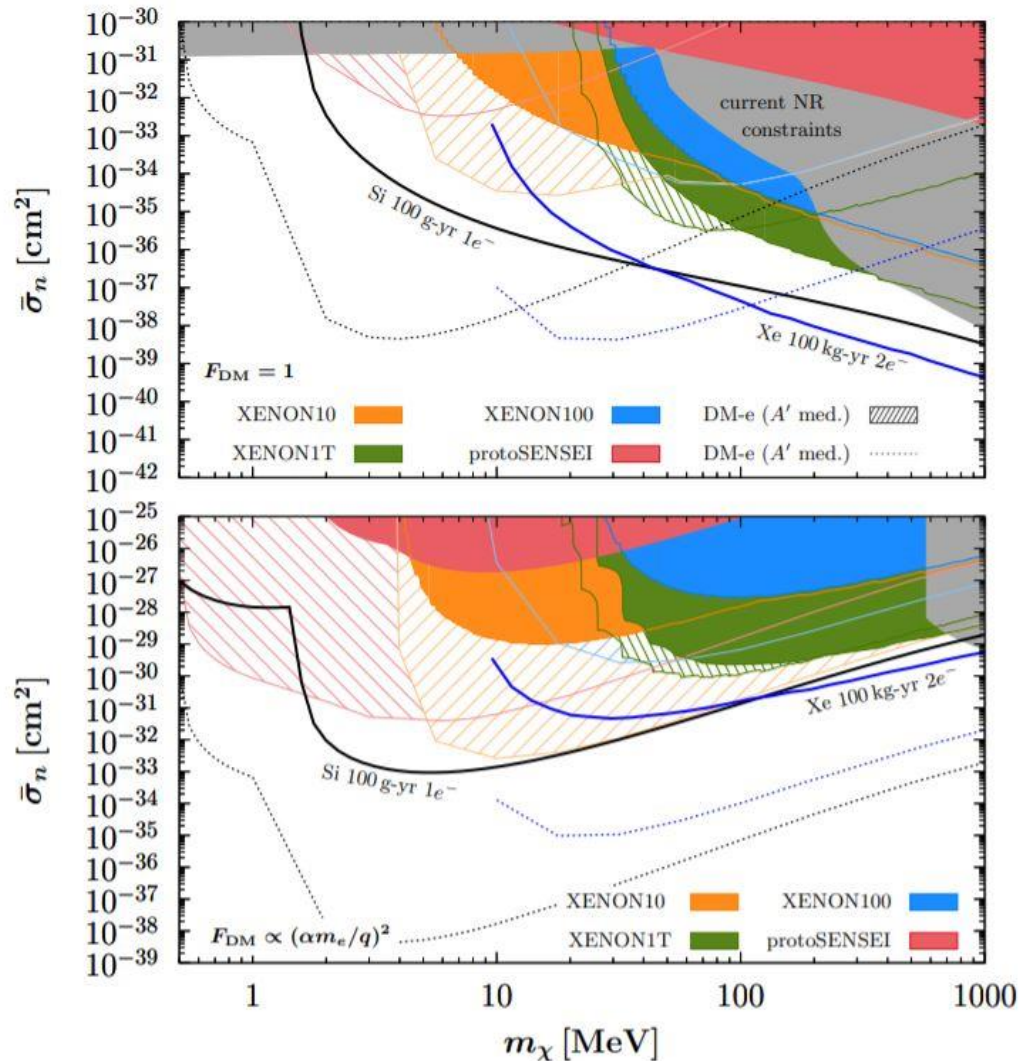 10⁻³⁰
10⁻³¹
10⁻³²
10⁻³³
10⁻³⁴
10⁻³⁵
10⁻³⁶
10⁻³⁷
10⁻³⁸
10⁻³⁹
10⁻⁴⁰
10⁻⁴¹
10⁻⁴²
σ̄ₙ [cm²]
current NR
constraints
Si 100 g-yr 1e⁻
Xe 100 kg-yr 2e⁻
F_DM = 1
XENON10 XENON100 DM-e (A′ med.)
XENON1T protoSENSEI DM-e (A′ med.)
10⁻²⁵
10⁻²⁶
10⁻²⁷
10⁻²⁸
10⁻²⁹
10⁻³⁰
10⁻³¹
10⁻³²
10⁻³³
10⁻³⁴
10⁻³⁵
10⁻³⁶
10⁻³⁷
10⁻³⁸
10⁻³⁹
σ̄ₙ [cm²]
Xe 100 kg-yr 2e⁻
Si 100 g-yr 1e⁻
XENON10 XENON100
F_DM ∝ (αmₑ/q)² XENON1T protoSENSEI
1 10 100 1000
m_χ [MeV]